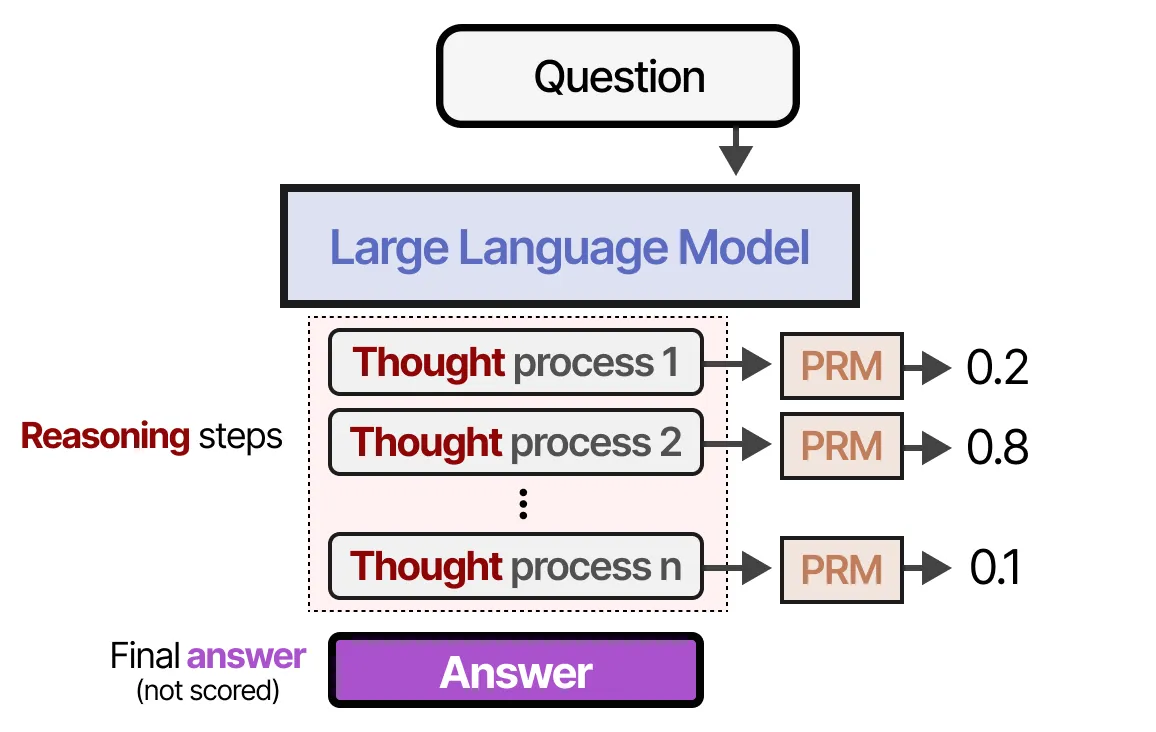 Question
Large Language Model
Thought process 1
PRM
0.2
Reasoning steps
Thought process 2
PRM
0.8
Thought process n
PRM
0.1
Final answer
(not scored)
Answer